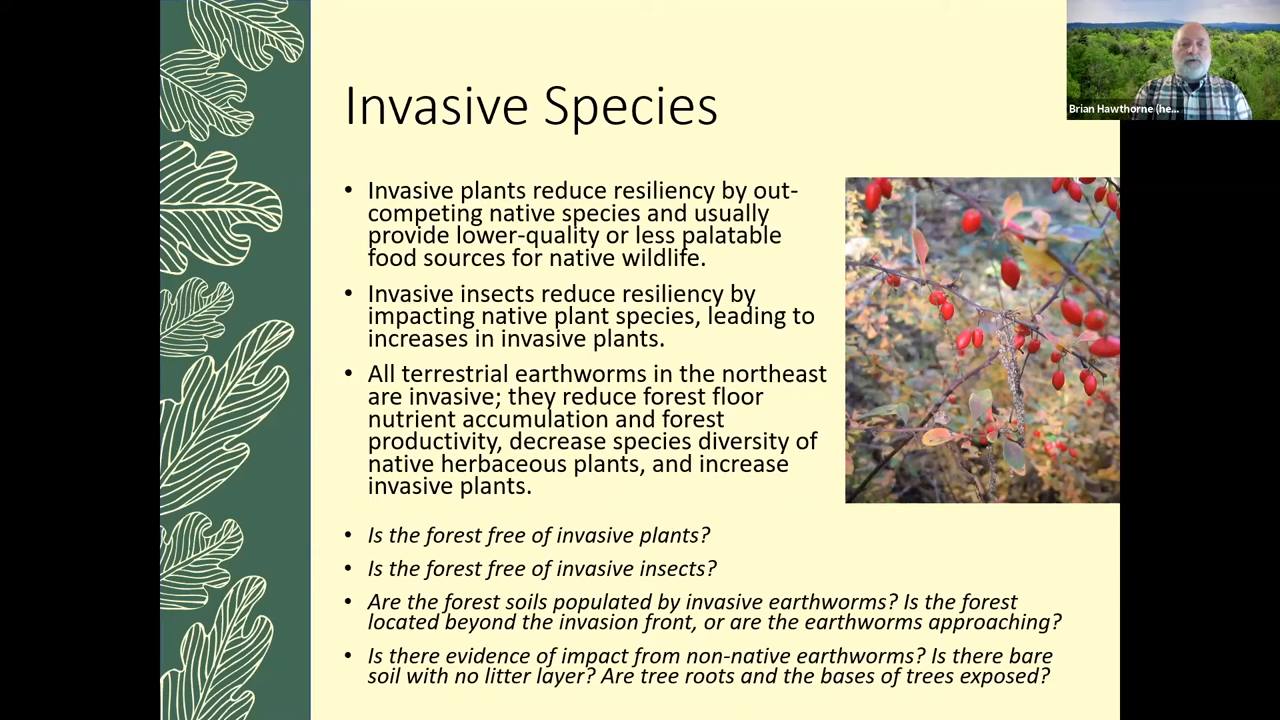 Brian Hawthorne (he...
Invasive Species
• Invasive plants reduce resiliency by out-
competing native species and usually
provide lower-quality or less palatable
food sources for native wildlife.
• Invasive insects reduce resiliency by
impacting native plant species, leading to
increases in invasive plants.
• All terrestrial earthworms in the northeast
are invasive; they reduce forest floor
nutrient accumulation and forest
productivity, decrease species diversity of
native herbaceous plants, and increase
invasive plants.
• Is the forest free of invasive plants?
• Is the forest free of invasive insects?
• Are the forest soils populated by invasive earthworms? Is the forest
located beyond the invasion front, or are the earthworms approaching?
• Is there evidence of impact from non-native earthworms? Is there bare
soil with no litter layer? Are tree roots and the bases of trees exposed?